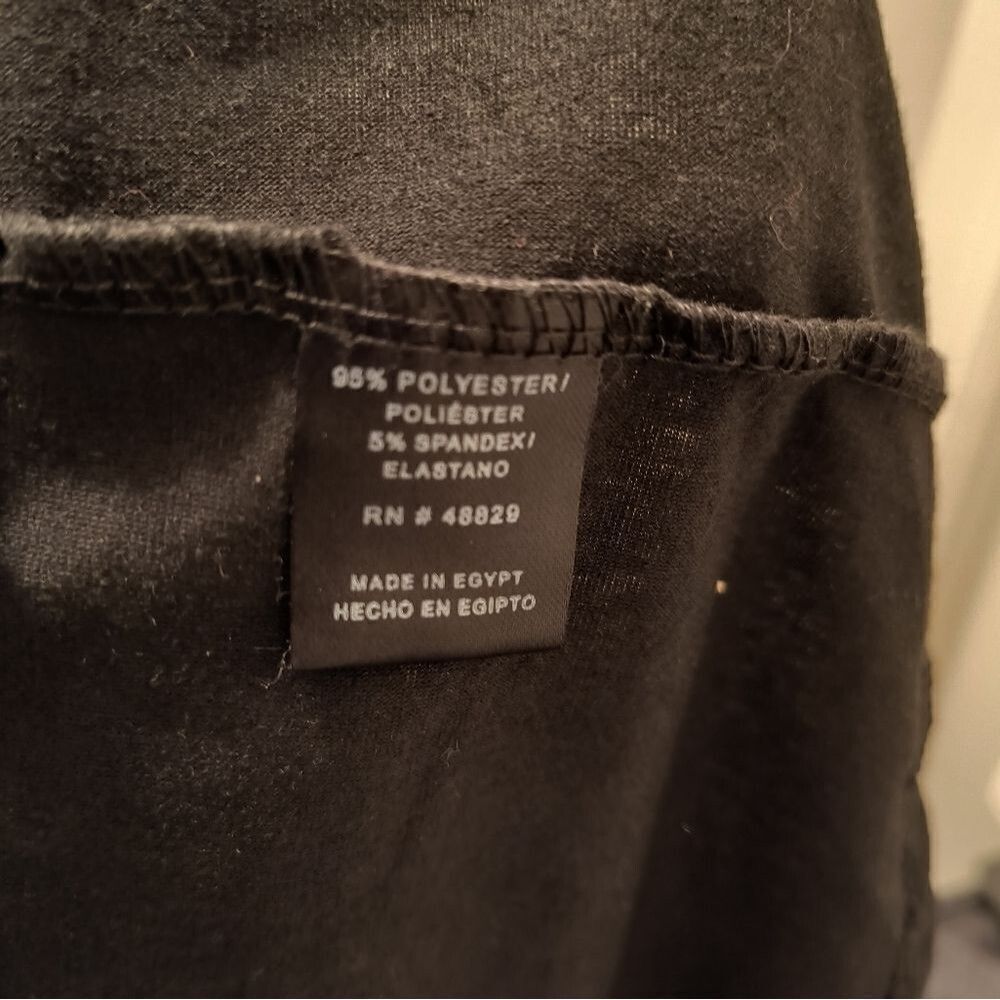 95% POLYESTER/
POLIÉSTER
5% SPANDEX/
ELASTANO
RN # 48829
MADE IN EGYPT
HECHO EN EGIPTO